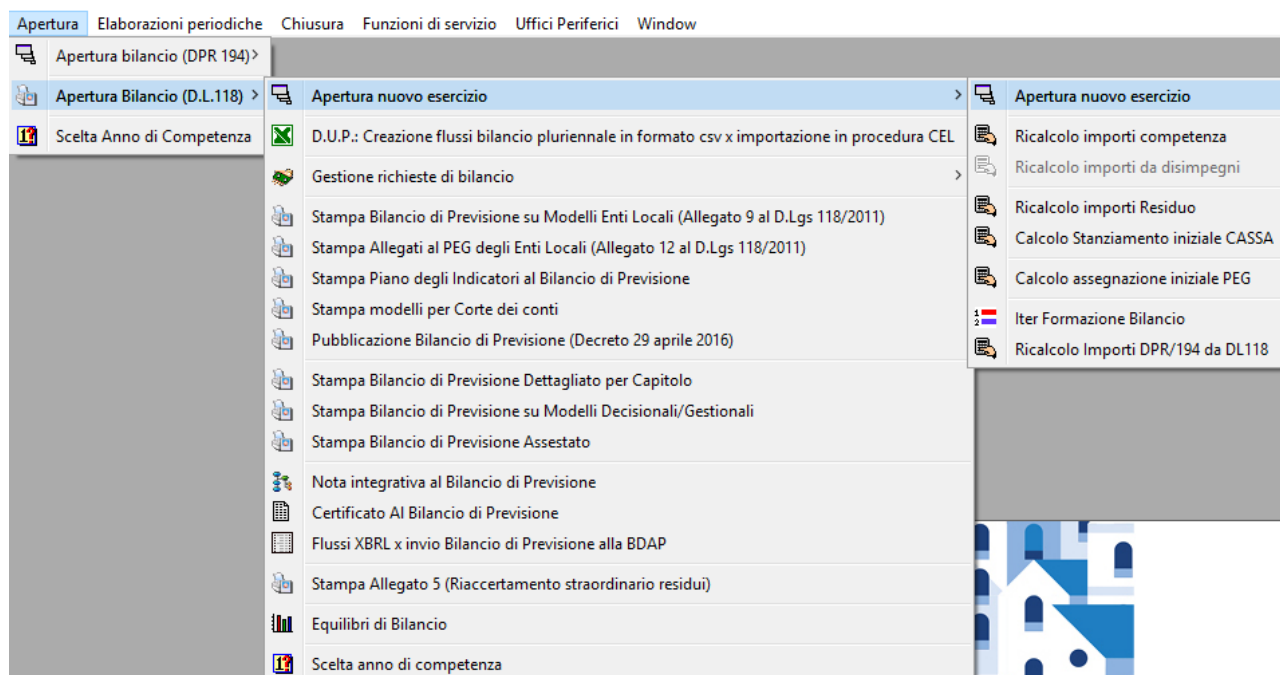 Apertura Elaborazioni periodiche Chiusura Funzioni di servizio Uffici Periferici Window
Apertura bilancio (DPR 194)>
Apertura Bilancio (D.L.118) >
Scelta Anno di Competenza
Apertura nuovo esercizio >
D.U.P.: Creazione flussi bilancio pluriennale in formato csv x importazione in procedura CEL
Gestione richieste di bilancio >
Stampa Bilancio di Previsione su Modelli Enti Locali (Allegato 9 al D.Lgs 118/2011)
Stampa Allegati al PEG degli Enti Locali (Allegato 12 al D.Lgs 118/2011)
Stampa Piano degli Indicatori al Bilancio di Previsione
Stampa modelli per Corte dei conti
Pubblicazione Bilancio di Previsione (Decreto 29 aprile 2016)
Stampa Bilancio di Previsione Dettagliato per Capitolo
Stampa Bilancio di Previsione su Modelli Decisionali/Gestionali
Stampa Bilancio di Previsione Assestato
Nota integrativa al Bilancio di Previsione
Certificato Al Bilancio di Previsione
Flussi XBRL x invio Bilancio di Previsione alla BDAP
Stampa Allegato 5 (Riaccertamento straordinario residui)
Equilibri di Bilancio
Scelta anno di competenza
Apertura nuovo esercizio
Ricalcolo importi competenza
Ricalcolo importi da disimpegni
Ricalcolo importi Residuo
Calcolo Stanziamento iniziale CASSA
Calcolo assegnazione iniziale PEG
Iter Formazione Bilancio
Ricalcolo Importi DPR/194 da DL118